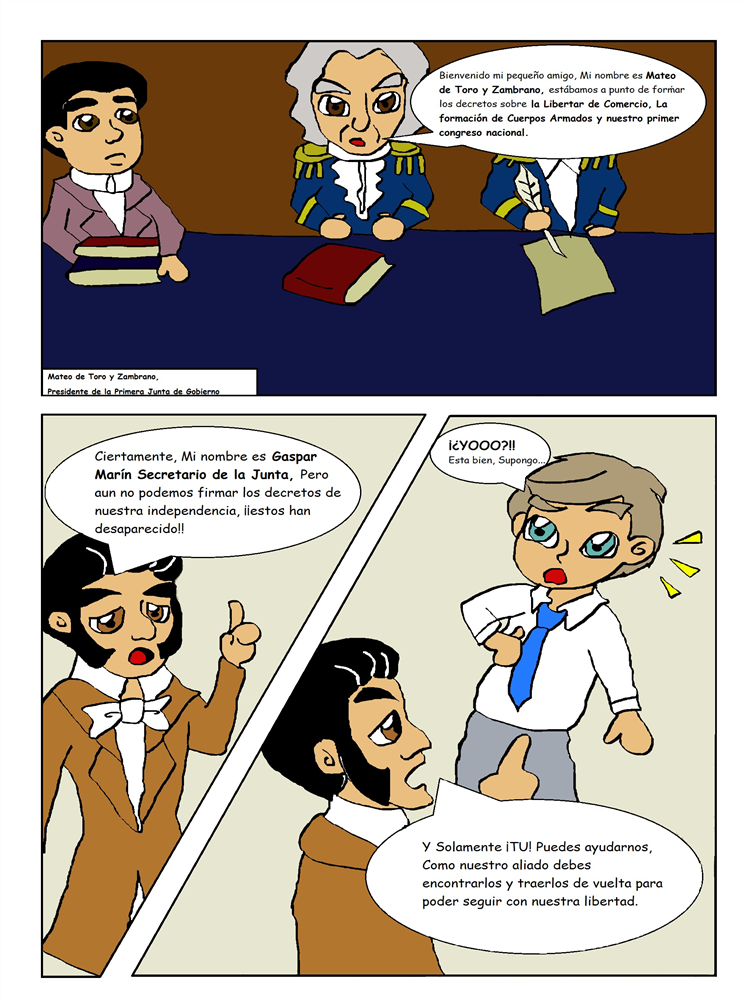 Bienvenido mi pequeño amigo, Mi nombre es Mateo
de Toro y Zambrano, estábamos a punto de formar
los decretos sobre la Libertar de Comercio, La
formación de Cuerpos Armados y nuestro primer
congreso nacional.
Mateo de Toro y Zambrano,
Presidente de la Primera Junta de Gobierno
Ciertamente, Mi nombre es Gaspar
Marín Secretario de la Junta, Pero
aun no podemos firmar los decretos de
nuestra independencia, ¡¡estos han
desaparecido!!
¡¿YOOO?!!
Esta bien, Supongo...
Y Solamente ¡TU! Puedes ayudarnos,
Como nuestro aliado debes
encontrarlos y traerlos de vuelta para
poder seguir con nuestra libertad.